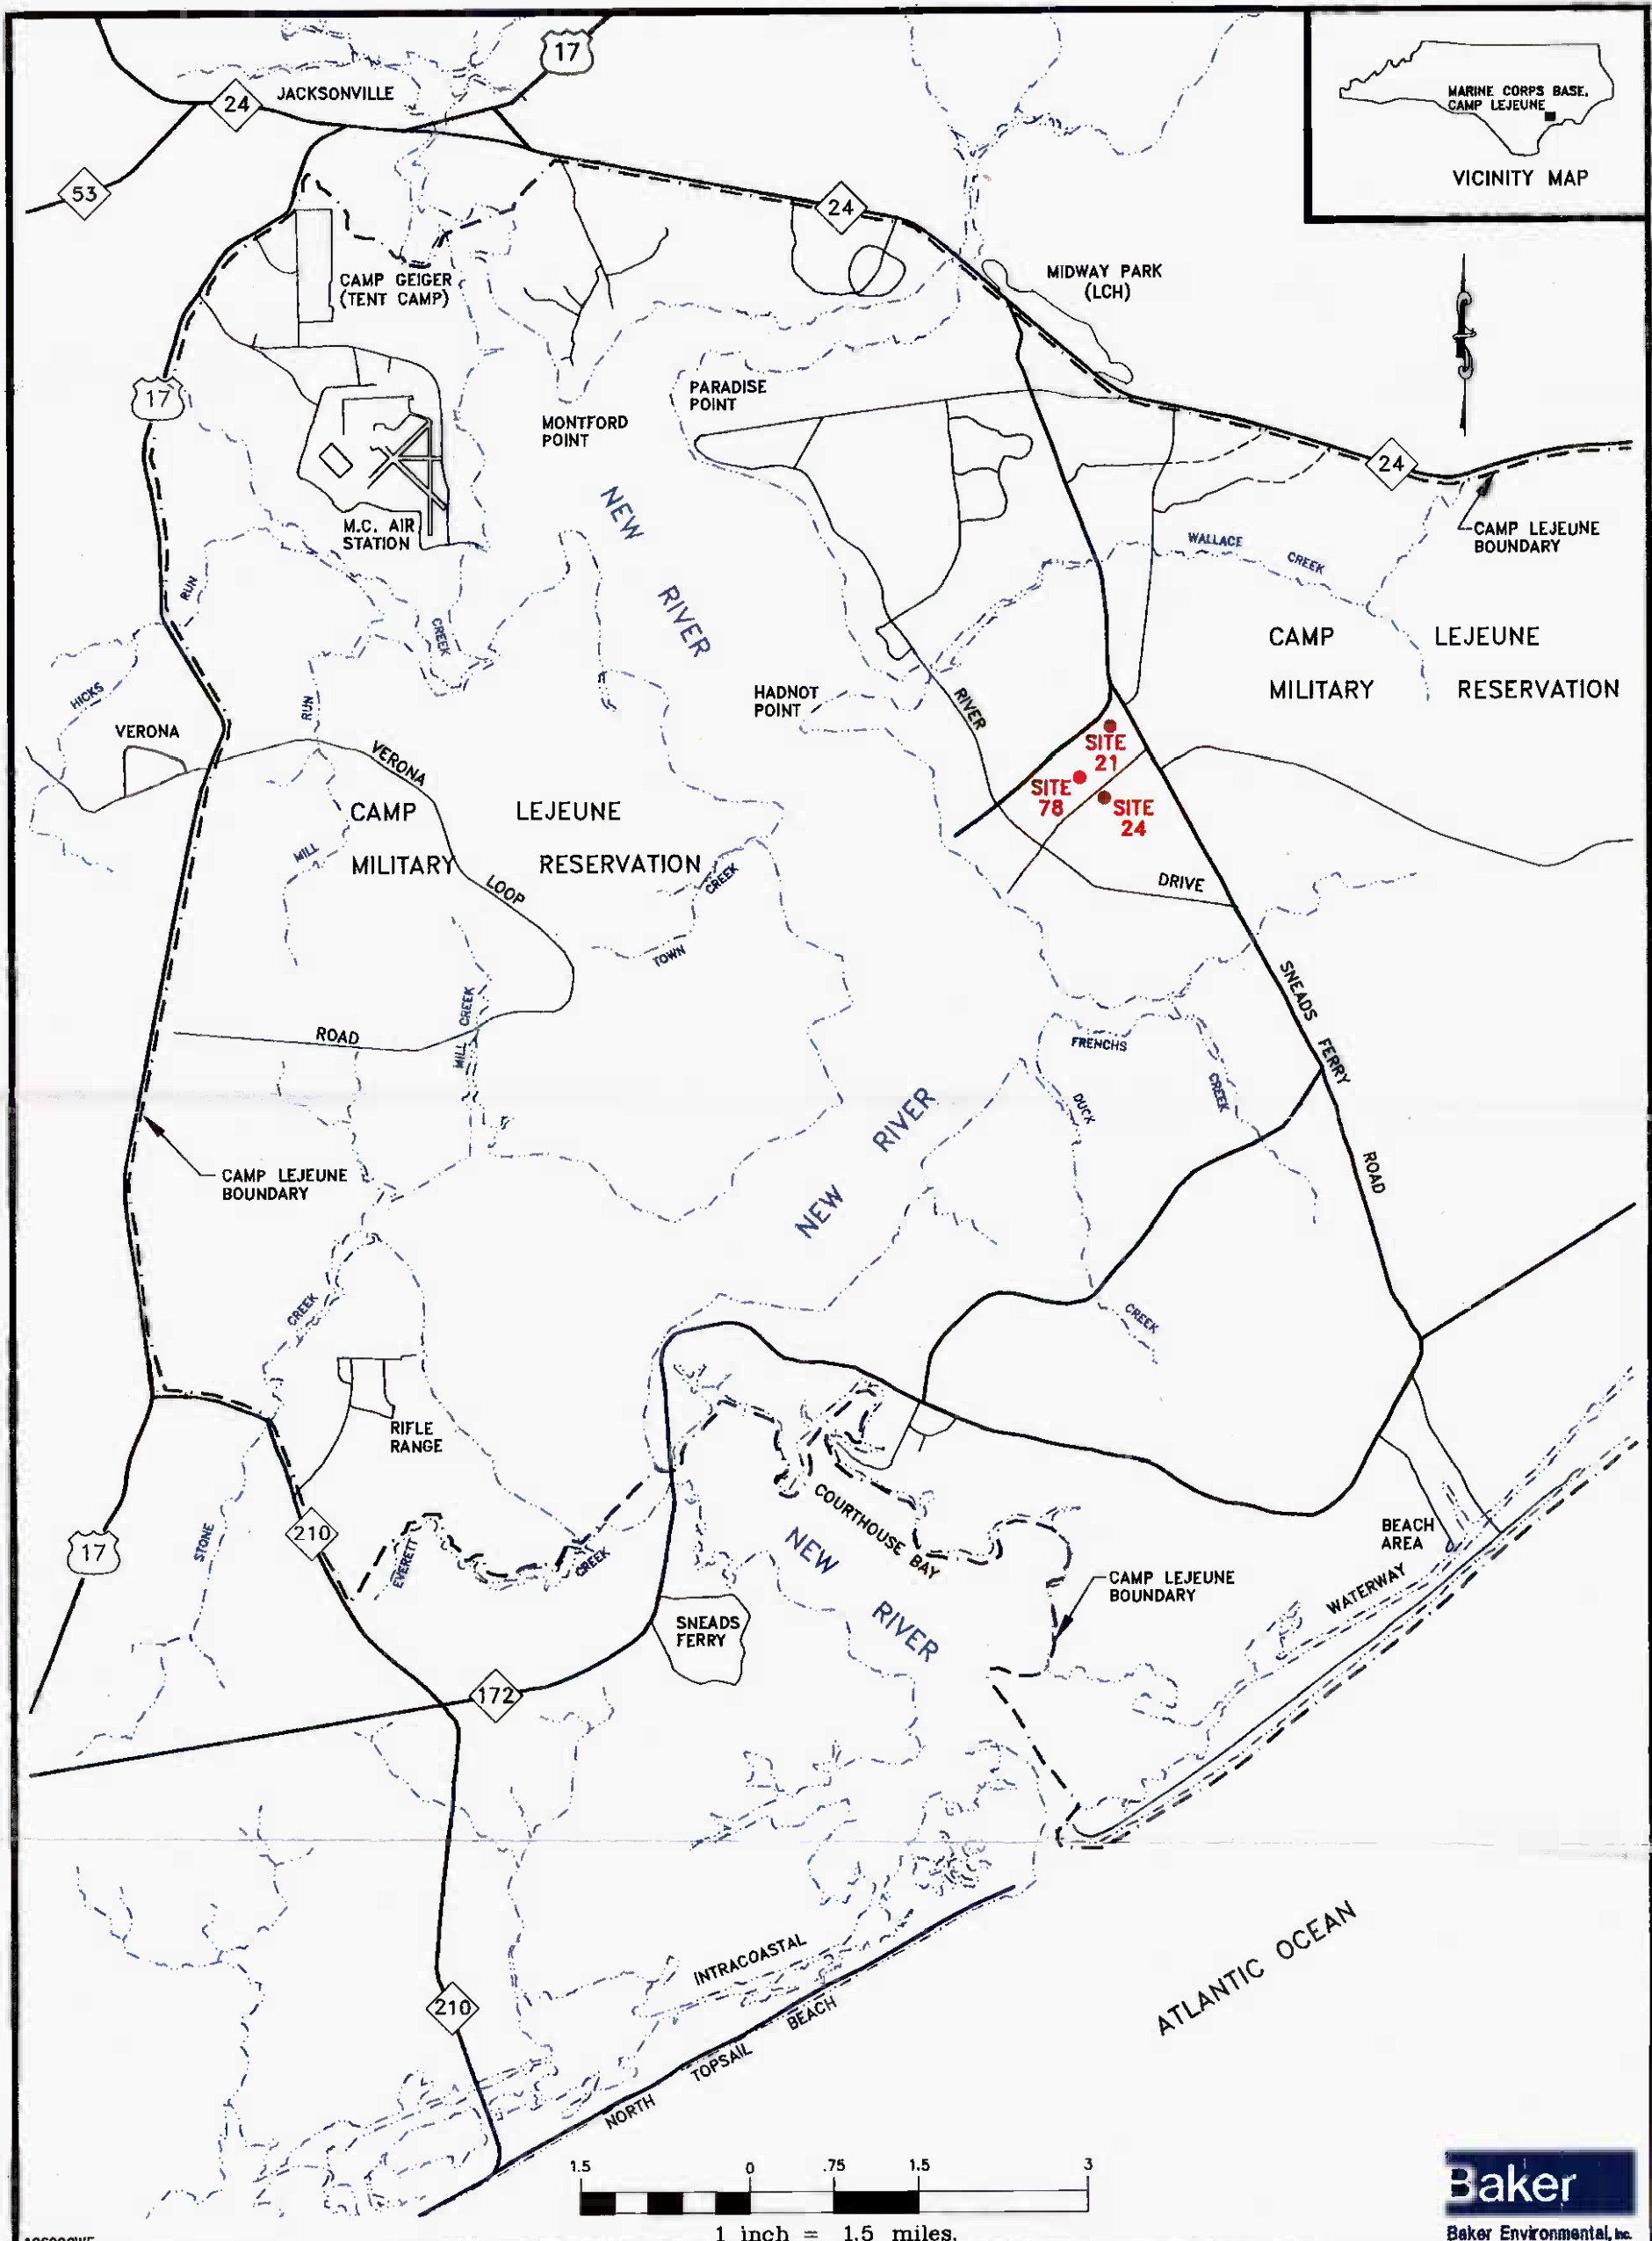 17
24
JACKSONVILLE
MARINE CORPS BASE,
CAMP LEJEUNE
VICINITY MAP
53
24
CAMP GEIGER
(TENT CAMP)
MIDWAY PARK
(LCH)
17
PARADISE
POINT
MONTFORD
POINT
24
M.C. AIR
STATION
NEW
RIVER
CAMP LEJEUNE
BOUNDARY
WALLACE
CREEK
RUN
CREEK
CAMP LEJEUNE
MILITARY RESERVATION
HICKS
RUN
HADNOT
POINT
RIVER
VERONA
VERONA
SITE
21
SITE
78
SITE
24
CAMP LEJEUNE
MILITARY RESERVATION
MILL
LOOP
CREEK
TOWN
DRIVE
SNEADS
FERRY
MILL CREEK
ROAD
FRENCHS
CREEK
DUCK
RIVER
NEW
ROAD
CAMP LEJEUNE
BOUNDARY
CREEK
CREEK
RIFLE
RANGE
STONE
210
17
EVERETT
CREEK
COURTHOUSE BAY
NEW
RIVER
BEACH
AREA
CAMP LEJEUNE
BOUNDARY
WATERWAY
SNEADS
FERRY
172
INTRACOASTAL
ATLANTIC OCEAN
210
BEACH
TOPSAIL
NORTH
1.5 0 .75 1.5 3
1 inch = 1.5 miles.
Baker
Baker Environmental, Inc.